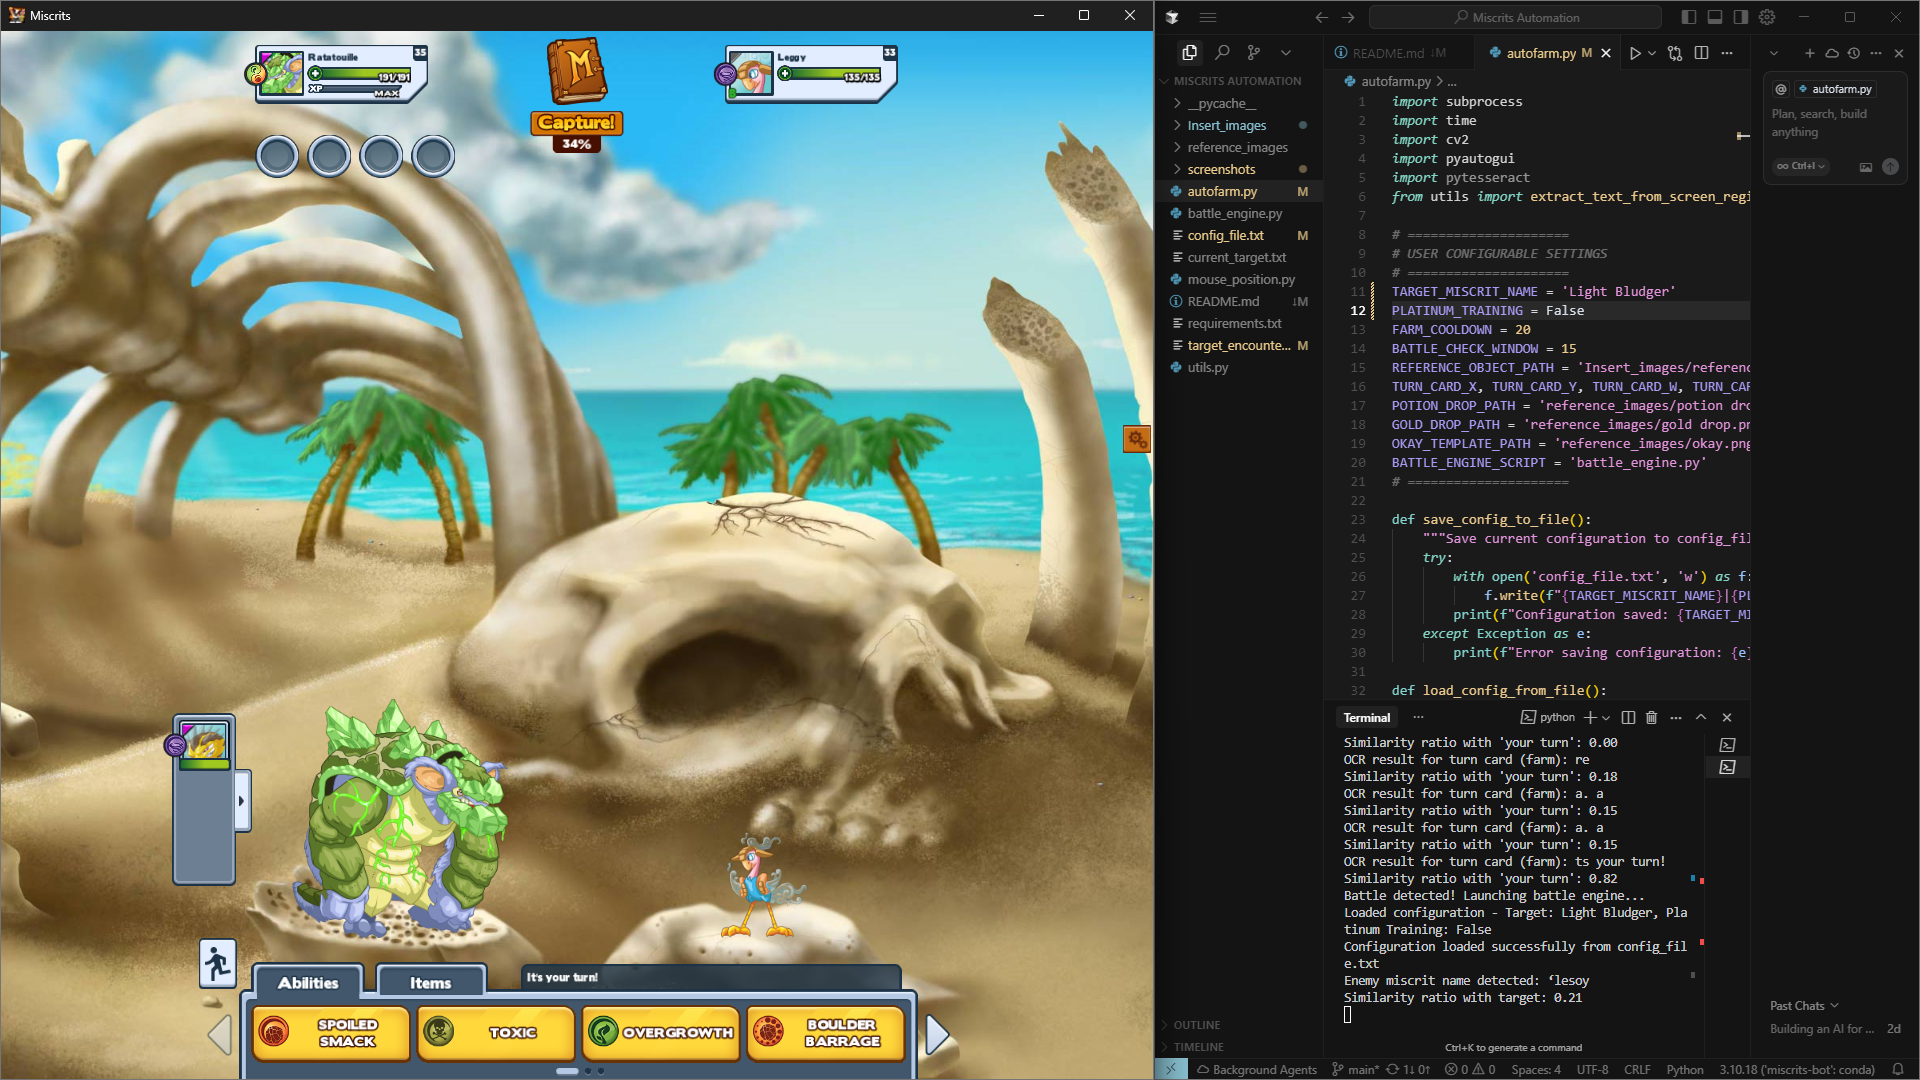 Miscrits
Ratatouille
35
191/191
XP
MAX
M
Capture!
34%
Leggy
33
135/135
Abilities
Items
It's your turn!
SPOILED SMACK
TOXIC
OVERGROWTH
BOULDER BARRAGE
Miscrits Automation
MISCRITS AUTOMATION
__pycache__
Insert_images
reference_images
screenshots
autofarm.py M
battle_engine.py
config_file.txt M
current_target.txt
mouse_position.py
README.md ↓M
requirements.txt
target_encounte... M
utils.py
OUTLINE
TIMELINE
README.md ↓M
autofarm.py M
autofarm.py > ...
1 import subprocess
2 import time
3 import cv2
4 import pyautogui
5 import pytesseract
6 from utils import extract_text_from_screen_regi
7
8 # =====================
9 # USER CONFIGURABLE SETTINGS
10 # =====================
11 TARGET_MISCRIT_NAME = 'Light Bludger'
12 PLATINUM_TRAINING = False
13 FARM_COOLDOWN = 20
14 BATTLE_CHECK_WINDOW = 15
15 REFERENCE_OBJECT_PATH = 'Insert_images/referenc
16 TURN_CARD_X, TURN_CARD_Y, TURN_CARD_W, TURN_CAR
17 POTION_DROP_PATH = 'reference_images/potion dro
18 GOLD_DROP_PATH = 'reference_images/gold drop.pn
19 OKAY_TEMPLATE_PATH = 'reference_images/okay.png
20 BATTLE_ENGINE_SCRIPT = 'battle_engine.py'
21 # =====================
22
23 def save_config_to_file():
24 """Save current configuration to config_fil
25 try:
26 with open('config_file.txt', 'w') as f:
27 f.write(f"{TARGET_MISCRIT_NAME}|{PL
28 print(f"Configuration saved: {TARGET_MI
29 except Exception as e:
30 print(f"Error saving configuration: {e}
31
32 def load_config_from_file():
Terminal
python
Similarity ratio with 'your turn': 0.00
OCR result for turn card (farm): re
Similarity ratio with 'your turn': 0.18
OCR result for turn card (farm): a. a
Similarity ratio with 'your turn': 0.15
OCR result for turn card (farm): a. a
Similarity ratio with 'your turn': 0.15
OCR result for turn card (farm): ts your turn!
Similarity ratio with 'your turn': 0.82
Battle detected! Launching battle engine...
Loaded configuration - Target: Light Bludger, Pla
tinum Training: False
Configuration loaded successfully from config_fil
e.txt
Enemy miscrit name detected: ‘lesoy
Similarity ratio with target: 0.21
Ctrl+K to generate a command
@ autofarm.py
Plan, search, build
anything
∞ Ctrl+I
Past Chats
Building an AI for ... 2d
Background Agents
main*
1↓ 0↑
0 0
Spaces: 4
UTF-8
CRLF
Python
3.10.18 ('miscrits-bot': conda)